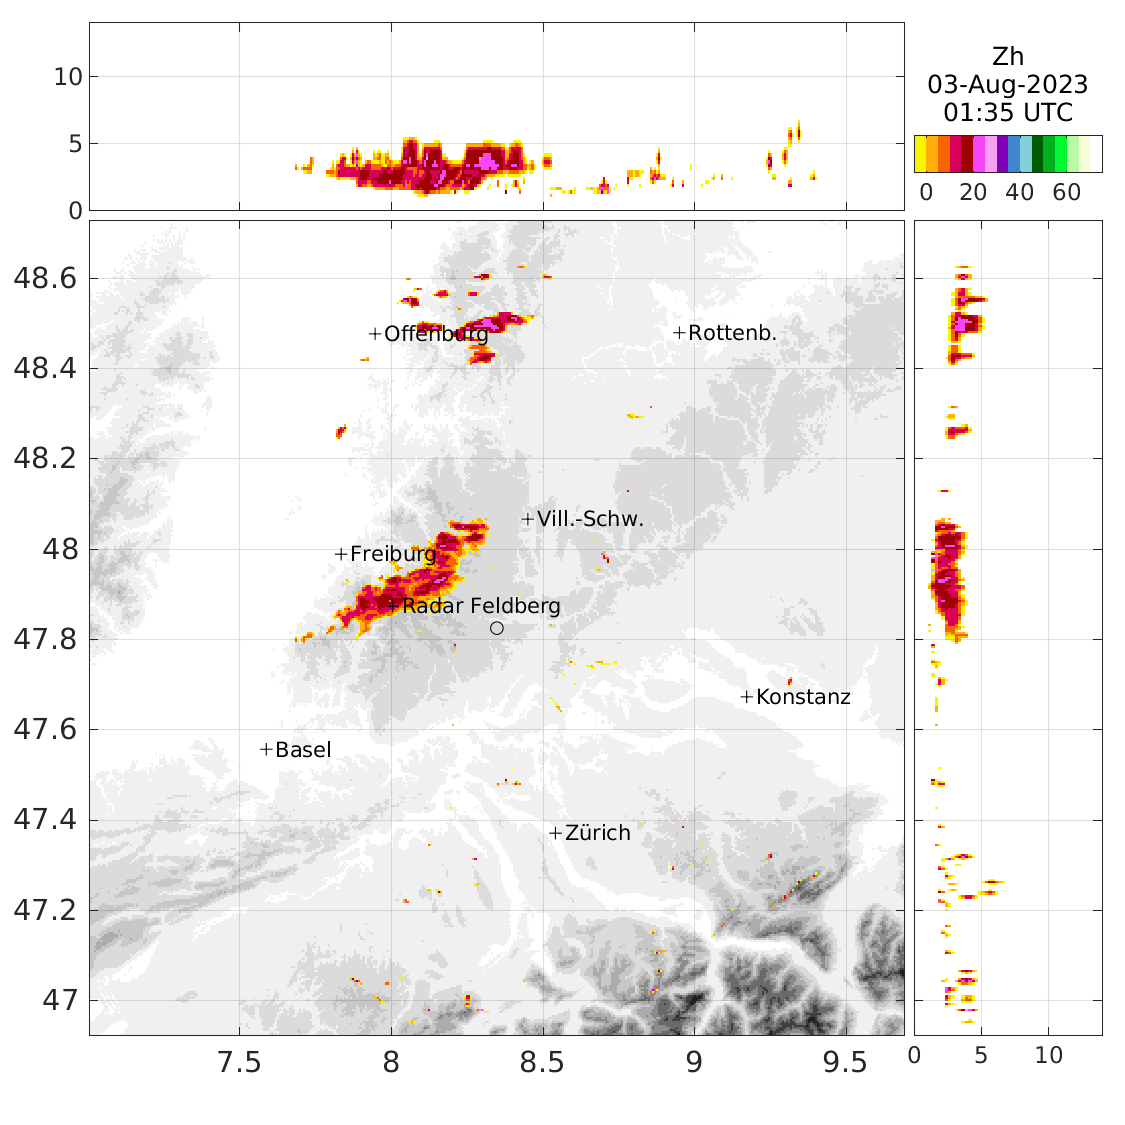 Zh
03-Aug-2023
01:35 UTC
10
5
0
0 20 40 60
48.6
48.4
48.2
48
47.8
47.6
47.4
47.2
47
Offenburg
Rottenb.
Vill.-Schw.
Freiburg
Radar Feldberg
Konstanz
Basel
Zürich
7.5 8 8.5 9 9.5
0 5 10